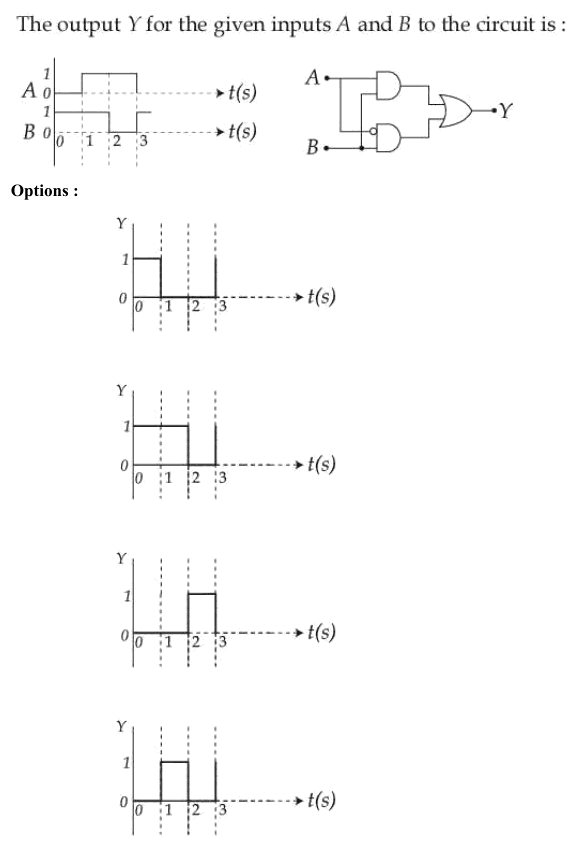 The output Y for the given inputs A and B to the circuit is :
1
A 0 t(s)
1
B 0 t(s)
0 1 2 3
A
B
Y
Options :
Y
1
0 t(s)
0 1 2 3
Y
1
0 t(s)
0 1 2 3
Y
1
0 t(s)
0 1 2 3
Y
1
0 t(s)
0 1 2 3